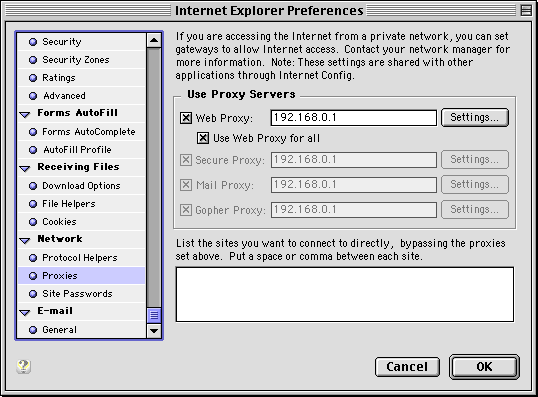 Internet Explorer Preferences
Security
Security Zones
Ratings
Advanced
Forms AutoFill
Forms AutoComplete
AutoFill Profile
Receiving Files
Download Options
File Helpers
Cookies
Network
Protocol Helpers
Proxies
Site Passwords
E-mail
General
If you are accessing the Internet from a private network, you can set
gateways to allow Internet access. Contact your network manager for
more information. Note: These settings are shared with other
applications through Internet Config.
Use Proxy Servers
Web Proxy: 192.168.0.1 Settings...
Use Web Proxy for all
Secure Proxy: 192.168.0.1 Settings...
Mail Proxy: 192.168.0.1 Settings...
Gopher Proxy: 192.168.0.1 Settings...
List the sites you want to connect to directly, bypassing the proxies
set above. Put a space or comma between each site.
?
Cancel OK